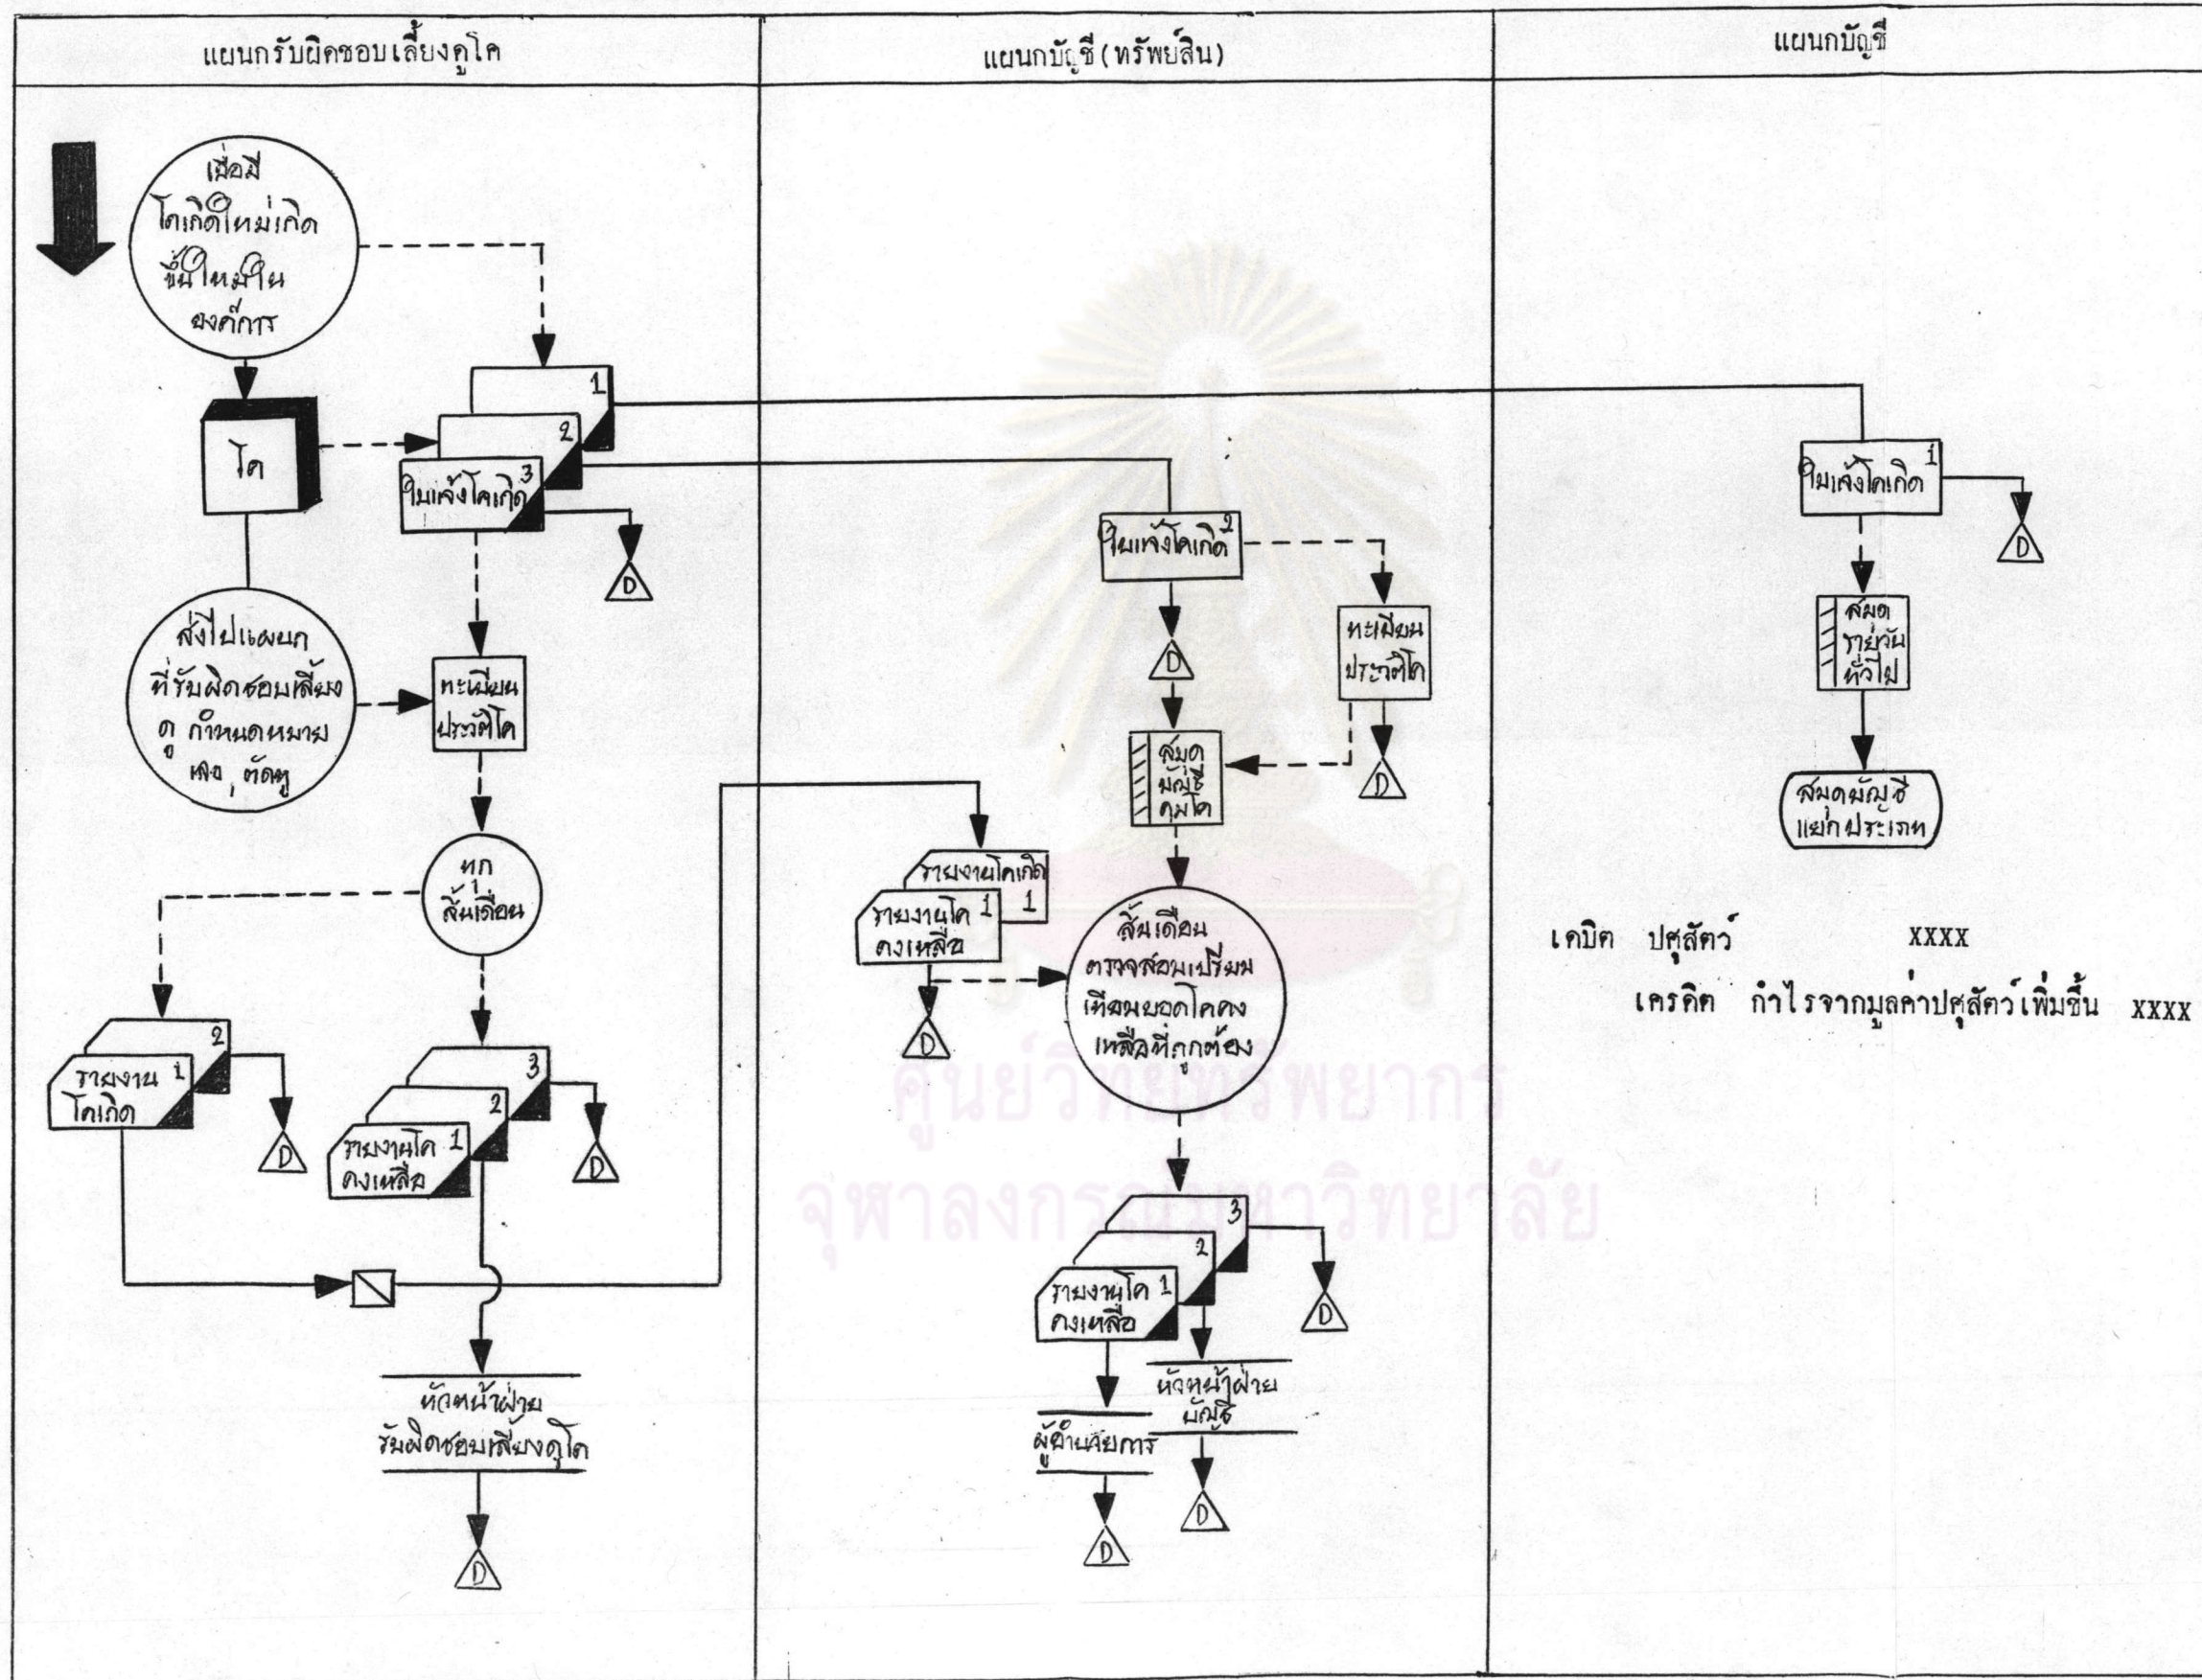 แผนกรับผิดชอบเลี้ยงดูโค
แผนกบัญชี(ทรัพย์สิน)
แผนกบัญชี
เมื่อมี
โคเกิดใหม่เกิด
ขึ้นใหม่ใน
องค์การ
โค
1
2
3
ใบแจ้งโคเกิด
D
ส่งไปแผนก
ที่รับผิดชอบเลี้ยง
ดู กำหนดหมาย
เลข , ตัดหู
ทะเบียน
ประวัติโค
ทุก
สิ้นเดือน
2
รายงาน 1
โคเกิด
D
3
2
รายงานโค 1
คงเหลือ
D
หัวหน้าฝ่าย
รับผิดชอบเลี้ยงดูโค
D
2
ใบแจ้งโคเกิด
D
ทะเบียน
ประวัติโค
D
สมุด
บัญชี
คุมโค
รายงานโคเกิด
1
รายงานโค 1
คงเหลือ
D
สิ้นเดือน
ตรวจสอบเปรียบ
เทียบยอดโคคง
เหลือที่ถูกต้อง
3
2
รายงานโค 1
คงเหลือ
D
หัวหน้าฝ่าย
บัญชี
ผู้อำนวยการ
D
D
1
ใบแจ้งโคเกิด
D
สมุด
รายวัน
ทั่วไป
สมุดบัญชี
แยกประเภท
เดบิต ปศุสัตว์ XXXX
เครดิต กำไรจากมูลค่าปศุสัตว์เพิ่มขึ้น XXXX
ศูนย์วิทยทรัพยากร
จุฬาลงกรณ์มหาวิทยาลัย